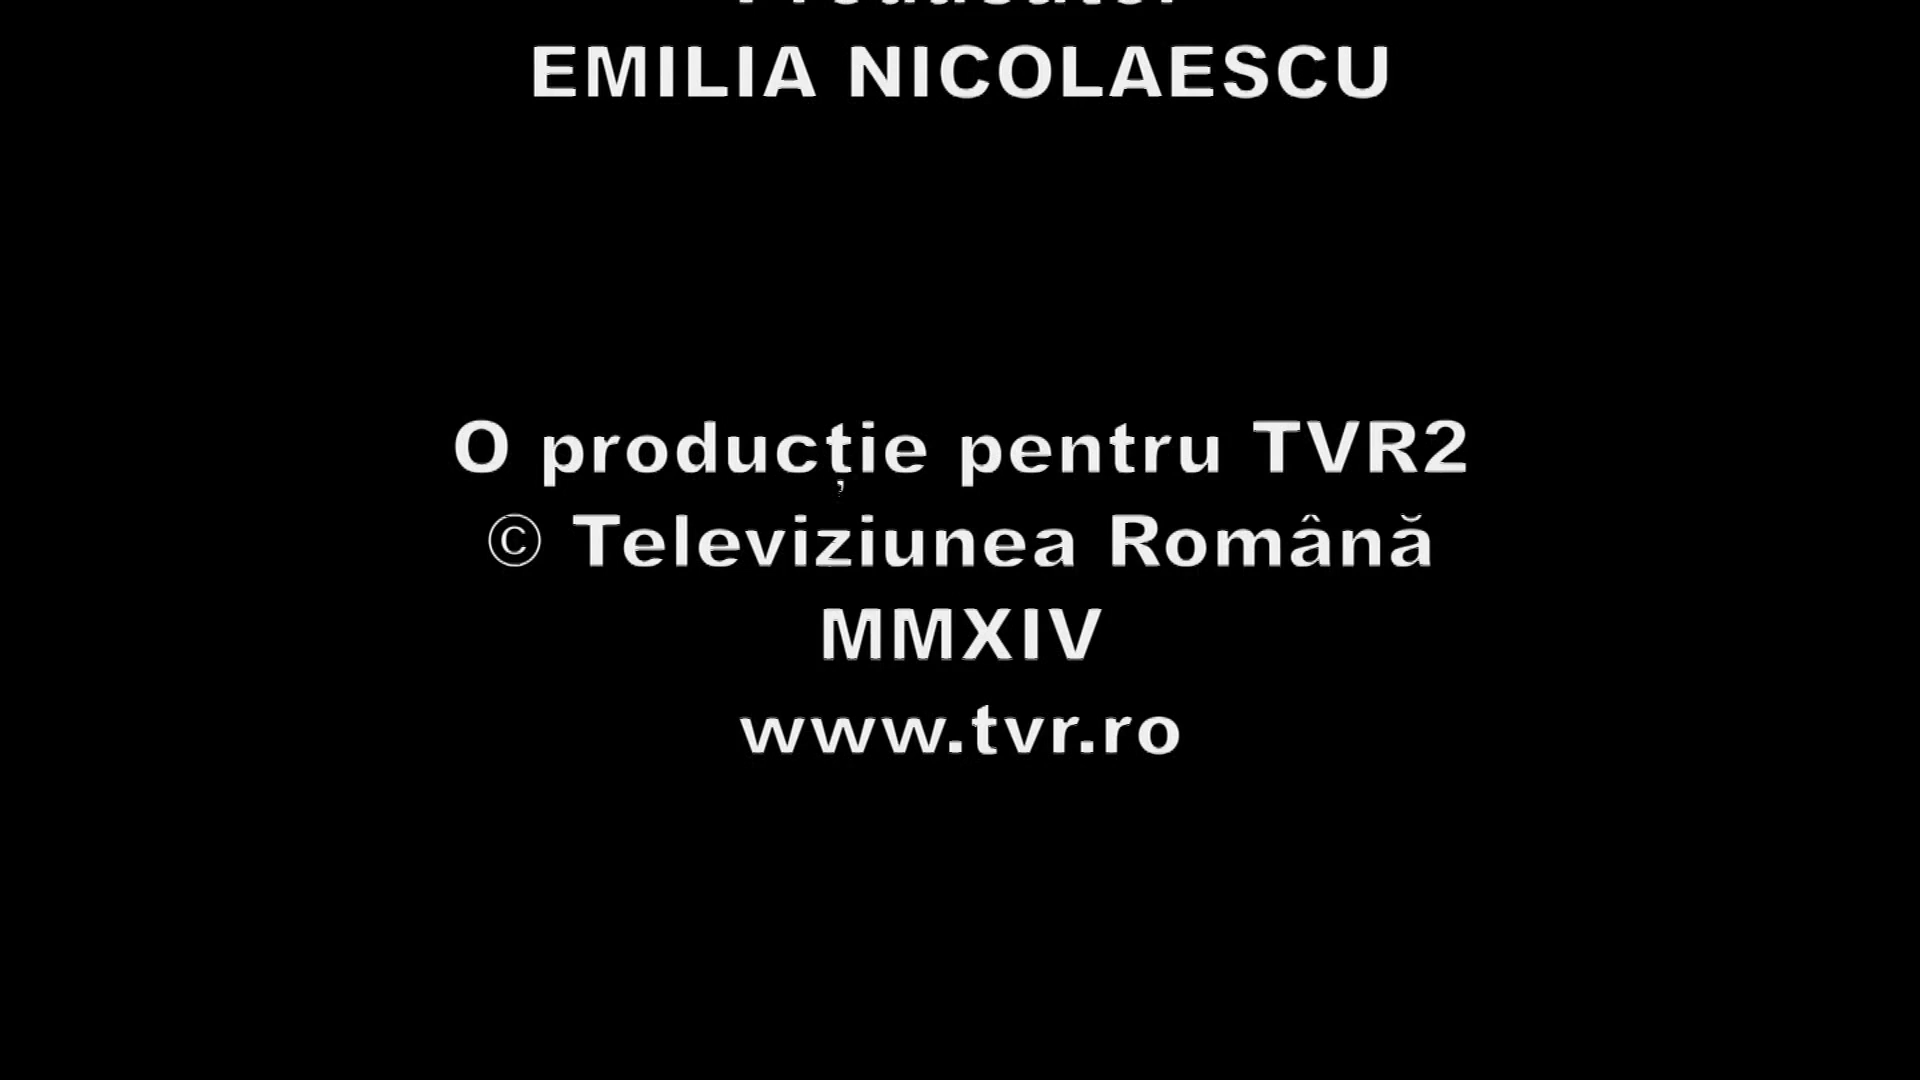 EMILIA NICOLAESCU
O producție pentru TVR2
© Televiziunea Română
MMXIV
www.tvr.ro